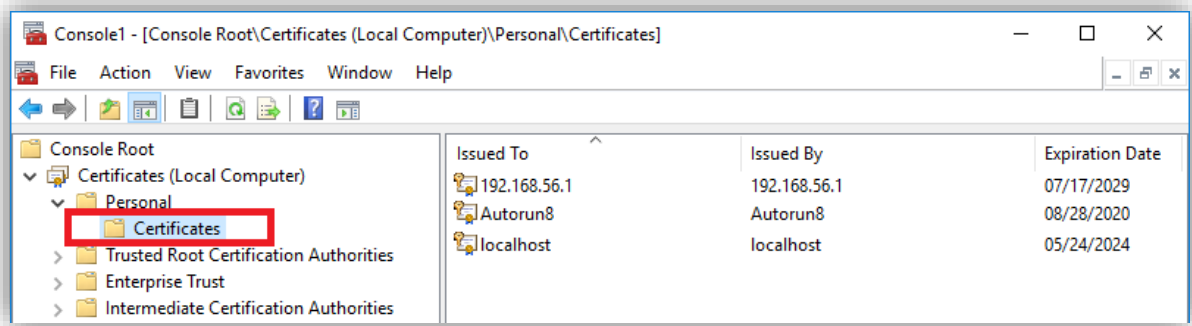 Console1 - [Console Root\Certificates (Local Computer)\Personal\Certificates]
File Action View Favorites Window Help
Console Root
Certificates (Local Computer)
Personal
Certificates
Trusted Root Certification Authorities
Enterprise Trust
Intermediate Certification Authorities
Issued To Issued By Expiration Date
192.168.56.1 192.168.56.1 07/17/2029
Autorun8 Autorun8 08/28/2020
localhost localhost 05/24/2024